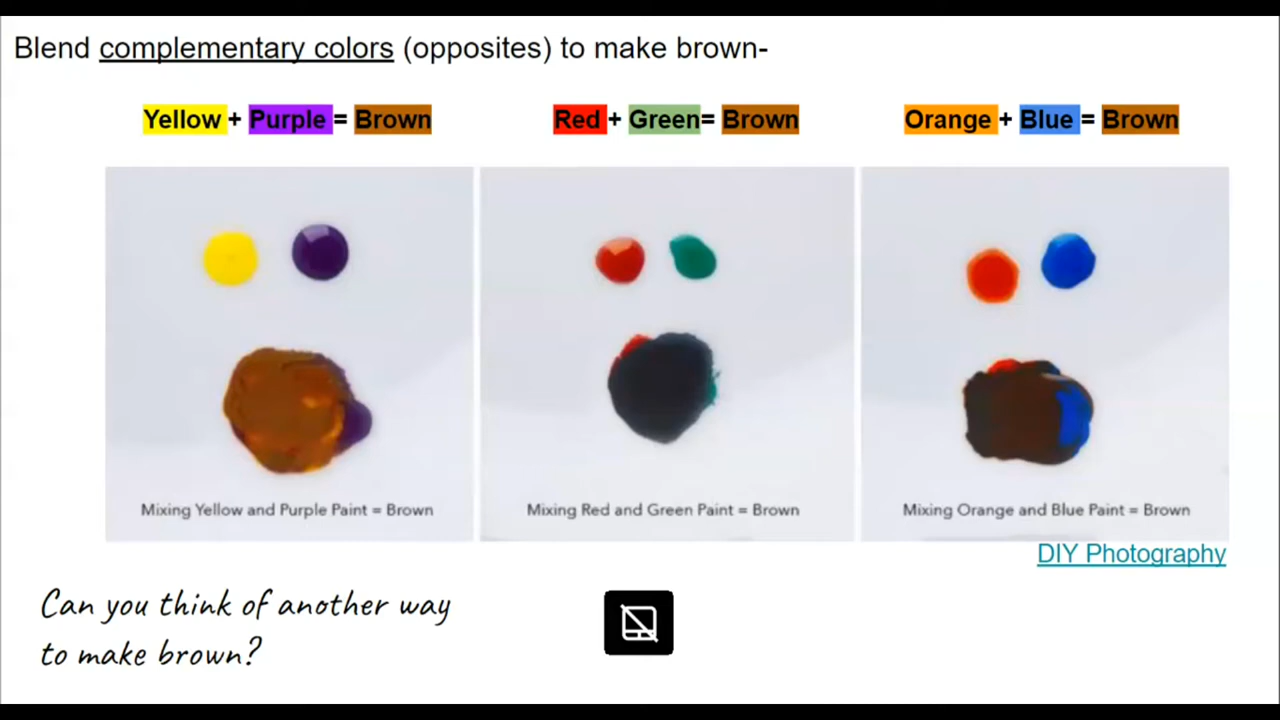 Blend complementary colors (opposites) to make brown-
Yellow + Purple = Brown
Red + Green= Brown
Orange + Blue = Brown
Mixing Yellow and Purple Paint = Brown
Mixing Red and Green Paint = Brown
Mixing Orange and Blue Paint = Brown
DIY Photography
Can you think of another way
to make brown?